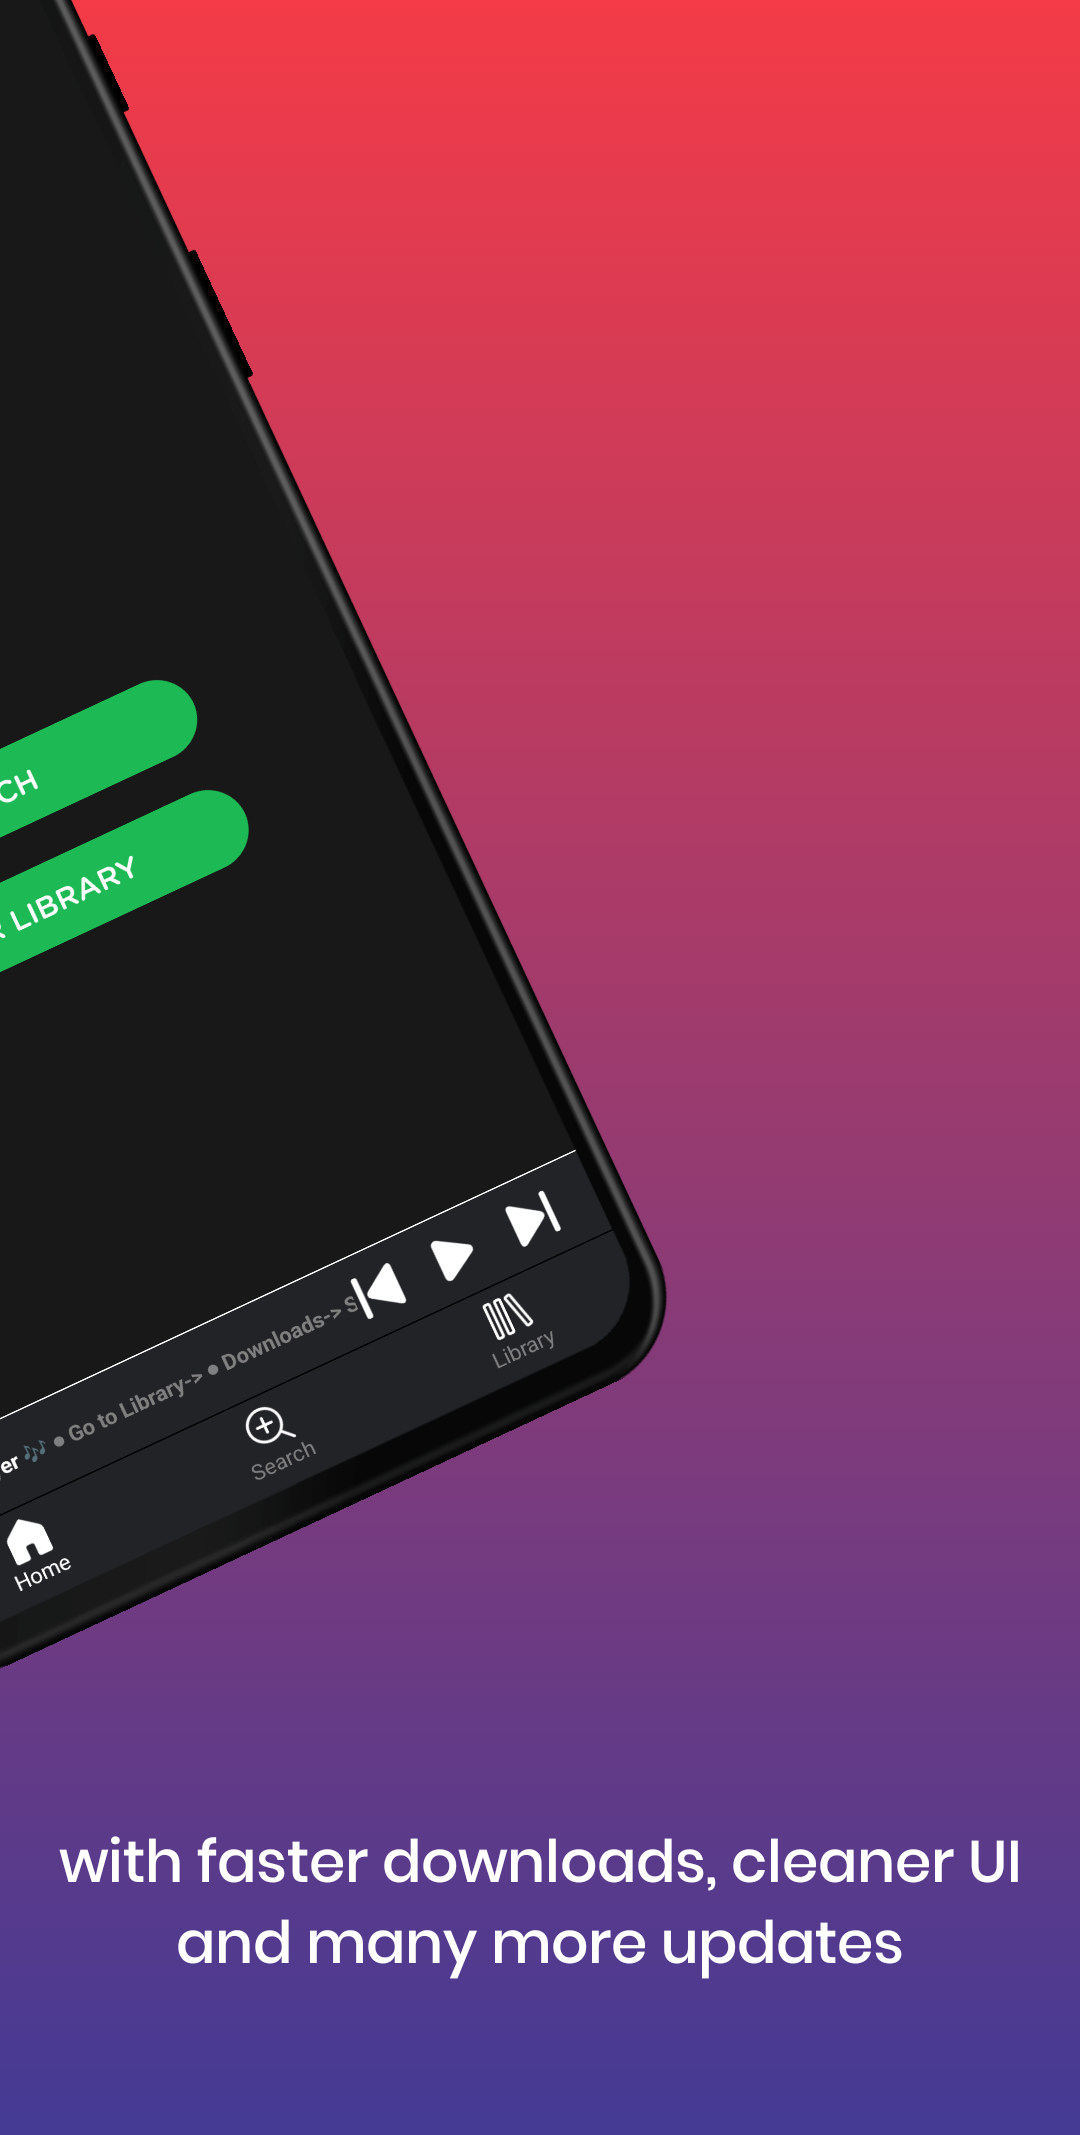 CH
LIBRARY
er 🎶 ● Go to Library-> ● Downloads-> S
Library
Search
Home
with faster downloads, cleaner UI
and many more updates